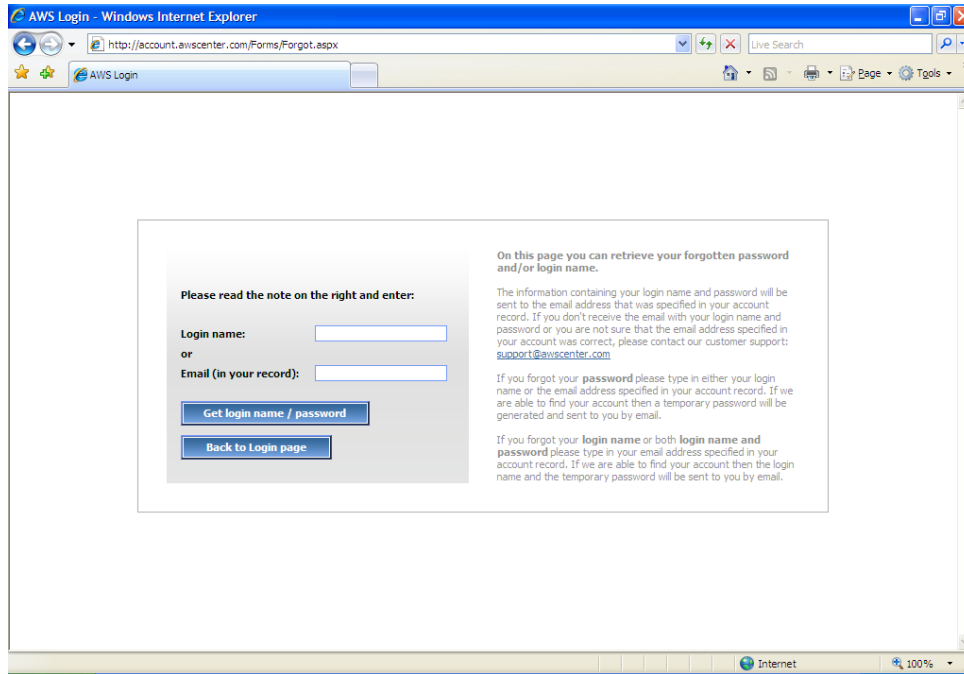 AWS Login - Windows Internet Explorer
http://account.awscenter.com/Forms/Forgot.aspx
Live Search
AWS Login
Page
Tools
Please read the note on the right and enter:
Login name:
or
Email (in your record):
Get login name / password
Back to Login page
On this page you can retrieve your forgotten password
and/or login name.
The information containing your login name and password will be
sent to the email address that was specified in your account
record. If you don't receive the email with your login name and
password or you are not sure that the email address specified in
your account was correct, please contact our customer support:
support@awscenter.com
If you forgot your password please type in either your login
name or the email address specified in your account record. If we
are able to find your account then a temporary password will be
generated and sent to you by email.
If you forgot your login name or both login name and
password please type in your email address specified in your
account record. If we are able to find your account then the login
name and the temporary password will be sent to you by email.
Internet
100%